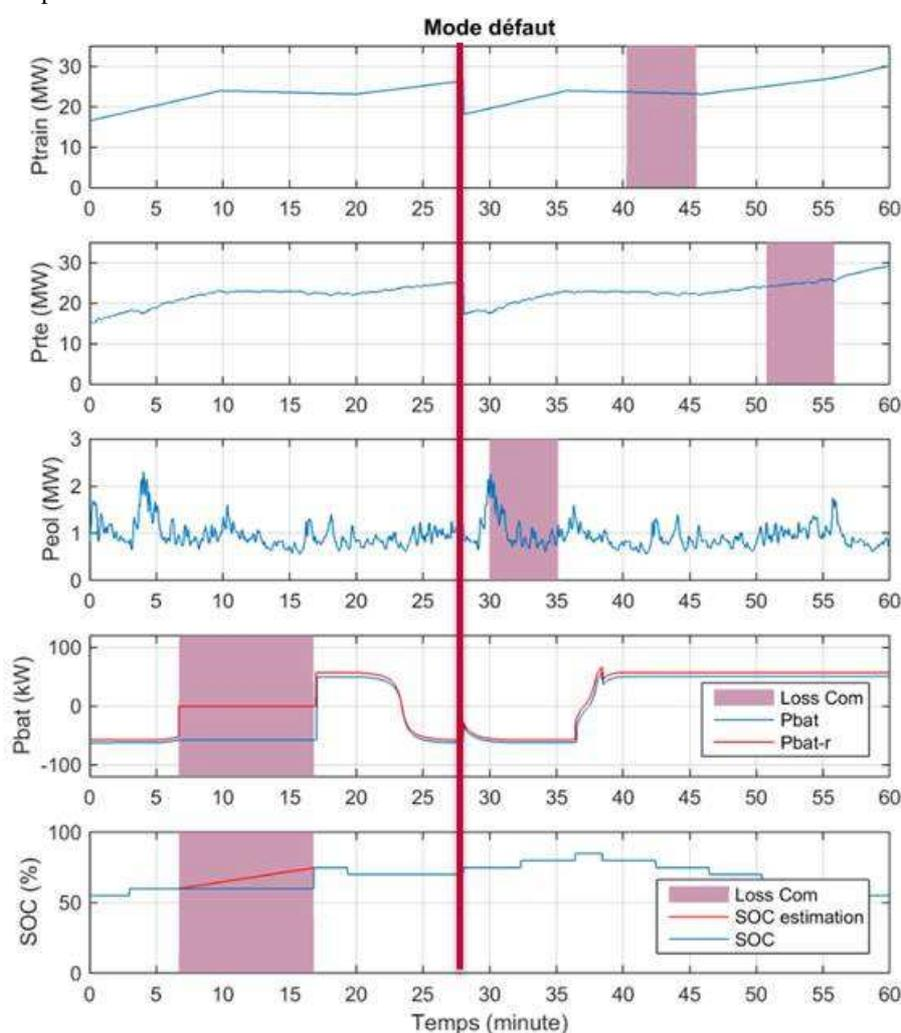 Mode défaut
Ptrain (MW)
30
20
10
0
0 5 10 15 20 25 30 35 40 45 50 55 60
Prte (MW)
30
20
10
0
0 5 10 15 20 25 30 35 40 45 50 55 60
Peol (MW)
3
2
1
0
0 5 10 15 20 25 30 35 40 45 50 55 60
Pbat (kW)
100
0
-100
Loss Com
Pbat
Pbat-r
0 5 10 15 20 25 30 35 40 45 50 55 60
SOC (%)
100
50
0
Loss Com
SOC estimation
SOC
0 5 10 15 20 25 30 35 40 45 50 55 60
Temps (minute)